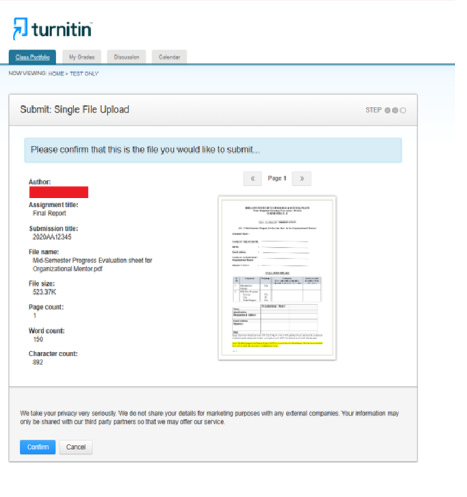 turnitin
Class Portfolio My Grades Discussion Calendar
NOW VIEWING: HOME > TEST ONLY
Submit: Single File Upload
STEP
Please confirm that this is the file you would like to submit...
Author:
« Page 1 »
Assignment title:
Final Report
Submission title:
2020AA12345
File name:
Mid-Semester Progress Evaluation sheet for
Organizational Mentor.pdf
File size:
523.37K
Page count:
1
Word count:
150
Character count:
892
We take your privacy very seriously. We do not share your details for marketing purposes with any external companies. Your information may
only be shared with our third party partners so that we may offer our service.
Confirm Cancel